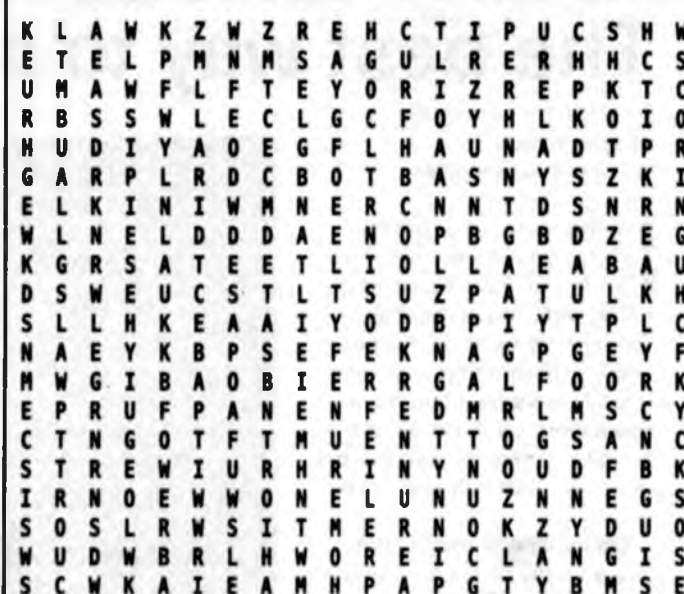 K L A W K Z W Z R E H C T I P U C S H W
E T E L P M N M S A G U L R E R H H C S
U M A W F L F T E Y O R I Z R E P K T C
R B S S W L E C L G C F O Y H L K O I O
H U D I Y A O E G F L H A U N A D T P R
G A R P L R D C B O T B A S N Y S Z K I
E L K I N I W M N E R C N N T D S N R N
W L N E L D D D A E N O P B G B D Z E G
K G R S A T E E T L I O L L A E A B A U
D S W E U C S T L T S U Z P A T U L K H
S L L H K E A A I Y O D B P I Y T P L C
N A E Y K B P S E F E K N A G P G E Y F
M W G I B A O B I E R R G A L F O O R K
E P R U F P A N E N F E D M R L M S C Y
C T N G O T F T M U E N T T O G S A N C
S T R E W I U R H R I N Y N O U D F B K
I R N O E W W O N E L U N U Z N N E G S
S O S L R W S I T M E R N O K Z Y D U O
W U D W B R L H W O R E I C L A N G I S
S C W K A I E A M H P A P G T Y B M S E